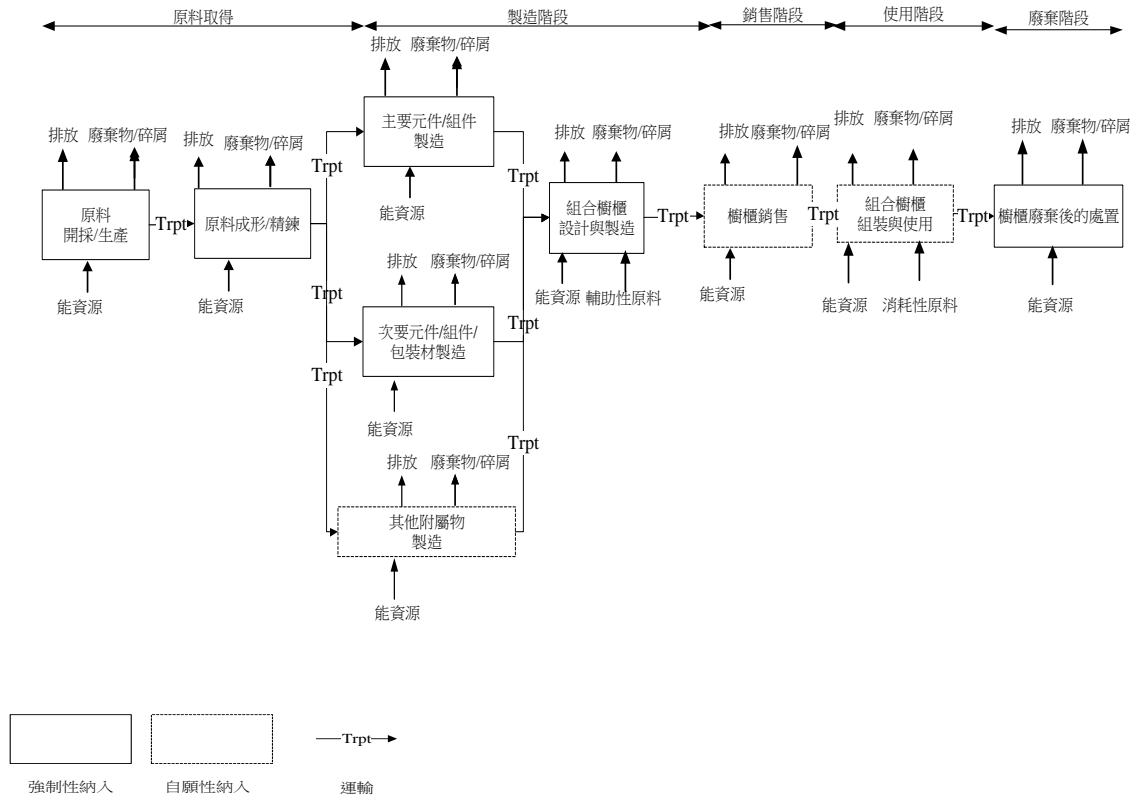 原料取得
製造階段
銷售階段
使用階段
廢棄階段
排放 廢棄物/碎屑
主要元件/組件
製造
能資源
排放 廢棄物/碎屑
原料
開採/生產
能資源
Trpt
排放 廢棄物/碎屑
原料成形/精鍊
能資源
Trpt
Trpt
Trpt
排放 廢棄物/碎屑
次要元件/組件/
包裝材製造
能資源
排放 廢棄物/碎屑
其他附屬物
製造
能資源
Trpt
Trpt
Trpt
排放 廢棄物/碎屑
組合櫥櫃
設計與製造
能資源 輔助性原料
Trpt
排放 廢棄物/碎屑
櫥櫃銷售
能資源
Trpt
排放 廢棄物/碎屑
組合櫥櫃
組裝與使用
能資源 消耗性原料
Trpt
排放 廢棄物/碎屑
櫥櫃廢棄後的處置
能資源
Trpt
強制性納入
自願性納入
運輸